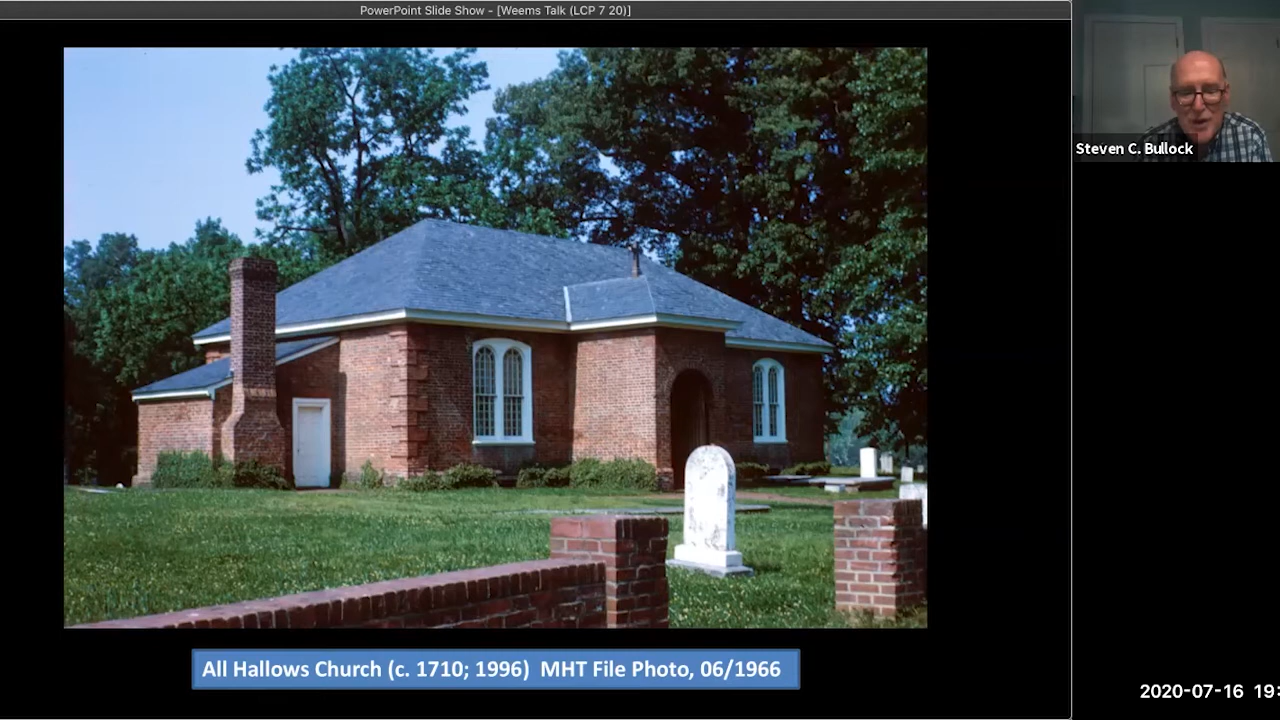 PowerPoint Slide Show - [Weems Talk (LCP 7 20)]
Steven C. Bullock
All Hallows Church (c. 1710; 1996)  MHT File Photo, 06/1966
2020-07-16 19: